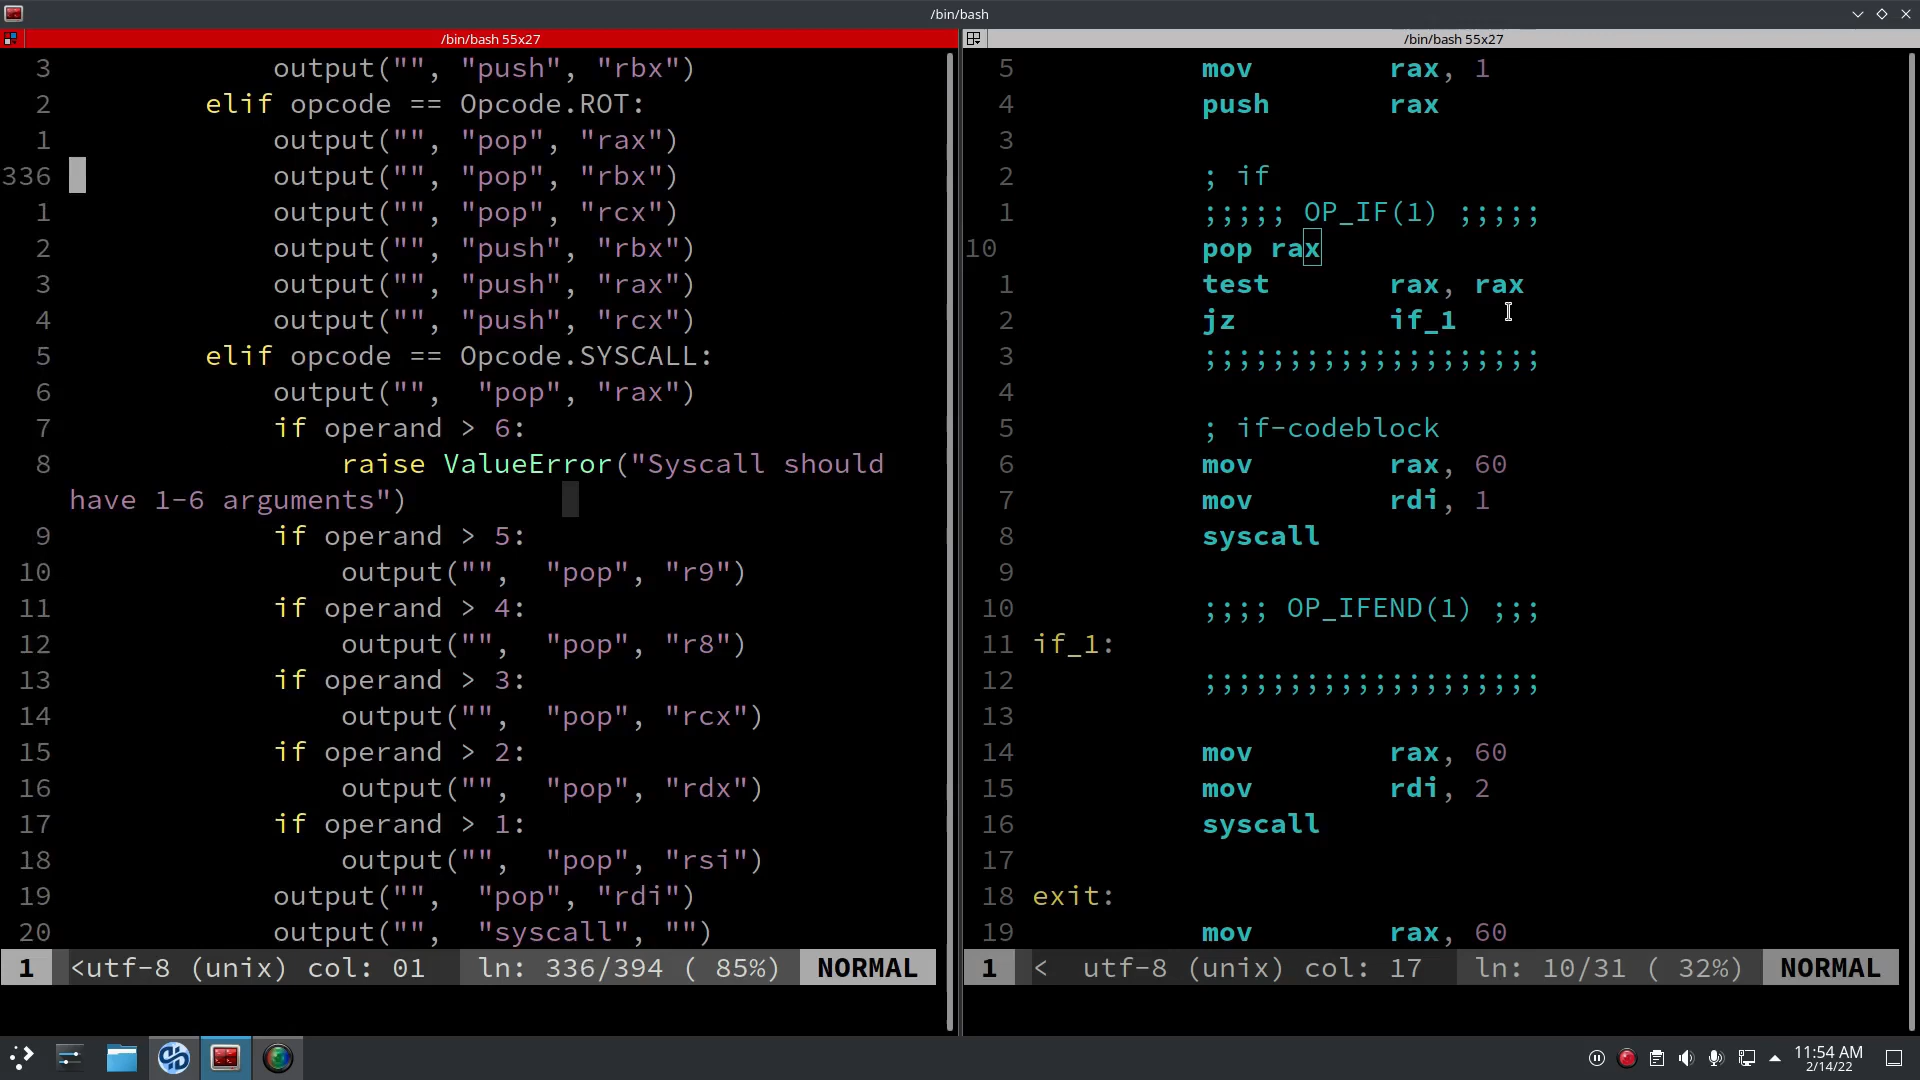 /bin/bash
/bin/bash 55x27
3 output("", "push", "rbx")
2 elif opcode == Opcode.ROT:
1 output("", "pop", "rax")
336 output("", "pop", "rbx")
1 output("", "pop", "rcx")
2 output("", "push", "rbx")
3 output("", "push", "rax")
4 output("", "push", "rcx")
5 elif opcode == Opcode.SYSCALL:
6 output("",  "pop", "rax")
7 if operand > 6:
8 raise ValueError("Syscall should
have 1-6 arguments")
9 if operand > 5:
10 output("",  "pop", "r9")
11 if operand > 4:
12 output("",  "pop", "r8")
13 if operand > 3:
14 output("",  "pop", "rcx")
15 if operand > 2:
16 output("",  "pop", "rdx")
17 if operand > 1:
18 output("",  "pop", "rsi")
19 output("",  "pop", "rdi")
20 output("",  "syscall", "")
1 <utf-8 (unix) col: 01 ln: 336/394 ( 85%) NORMAL
/bin/bash 55x27
5 mov rax, 1
4 push rax
3
2 ; if
1 ;;;;; OP_IF(1) ;;;;;
10 pop rax
1 test rax, rax
2 jz if_1
3 ;;;;;;;;;;;;;;;;;;;;
4
5 ; if-codeblock
6 mov rax, 60
7 mov rdi, 1
8 syscall
9
10 ;;;; OP_IFEND(1) ;;;
11 if_1:
12 ;;;;;;;;;;;;;;;;;;;;
13
14 mov rax, 60
15 mov rdi, 2
16 syscall
17
18 exit:
19 mov rax, 60
1 < utf-8 (unix) col: 17 ln: 10/31 ( 32%) NORMAL
11:54 AM
2/14/22